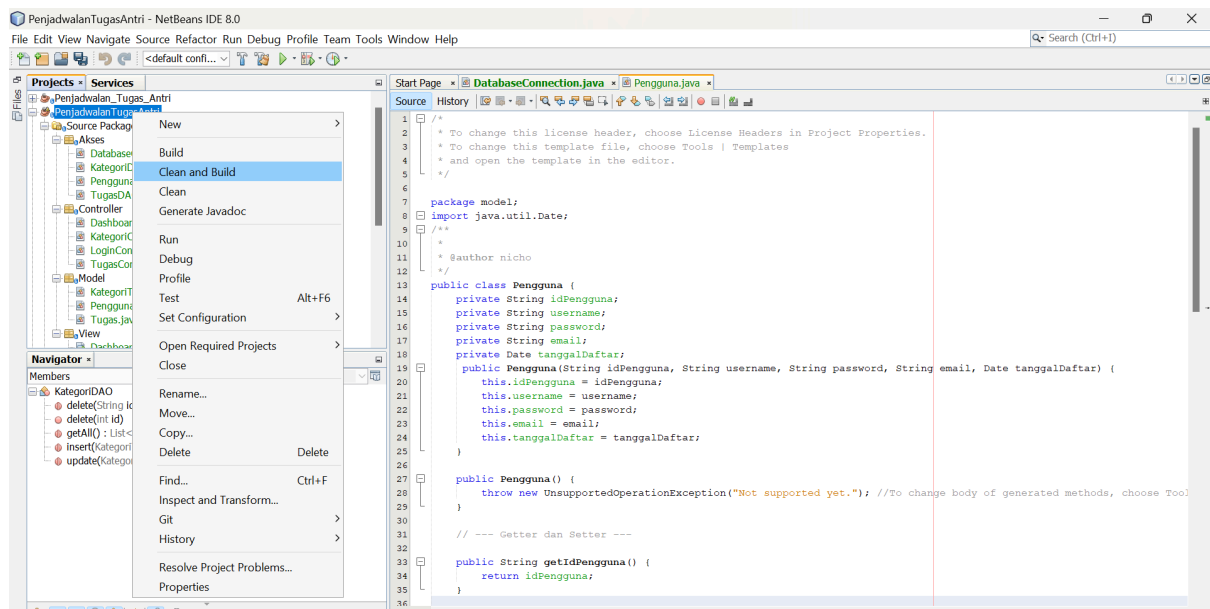 PenjadwalanTugasAntri - NetBeans IDE 8.0
File Edit View Navigate Source Refactor Run Debug Profile Team Tools Window Help
Search (Ctrl+I)
<default confi...
Projects Services
Files
Penjadwalan_Tugas_Antri
PenjadwalanTugasAntri
Source Packag
Akses
Database
KategoriD
Pengguna
TugasDA
Controller
Dashboar
KategoriC
LoginCon
TugasCor
Model
KategoriT
Pengguna
Tugas.jav
View
Dashboar
New
Build
Clean and Build
Clean
Generate Javadoc
Run
Debug
Profile
Test Alt+F6
Set Configuration
Open Required Projects
Close
Rename...
Move...
Copy...
Delete Delete
Find... Ctrl+F
Inspect and Transform...
Git
History
Resolve Project Problems...
Properties
Navigator
Members
KategoriDAO
delete(String id
delete(int id)
getAll() : List<
insert(Kategori
update(Katego
Start Page DatabaseConnection.java Pengguna.java
Source History
1 /*
2 * To change this license header, choose License Headers in Project Properties.
3 * To change this template file, choose Tools | Templates
4 * and open the template in the editor.
5 */
6
7 package model;
8 import java.util.Date;
9 /**
10 *
11 * @author nicho
12 */
13 public class Pengguna {
14 private String idPengguna;
15 private String username;
16 private String password;
17 private String email;
18 private Date tanggalDaftar;
19 public Pengguna(String idPengguna, String username, String password, String email, Date tanggalDaftar) {
20 this.idPengguna = idPengguna;
21 this.username = username;
22 this.password = password;
23 this.email = email;
24 this.tanggalDaftar = tanggalDaftar;
25 }
26
27 public Pengguna() {
28 throw new UnsupportedOperationException("Not supported yet."); //To change body of generated methods, choose Tool
29 }
30
31 // --- Getter dan Setter ---
32
33 public String getIdPengguna() {
34 return idPengguna;
35 }
36